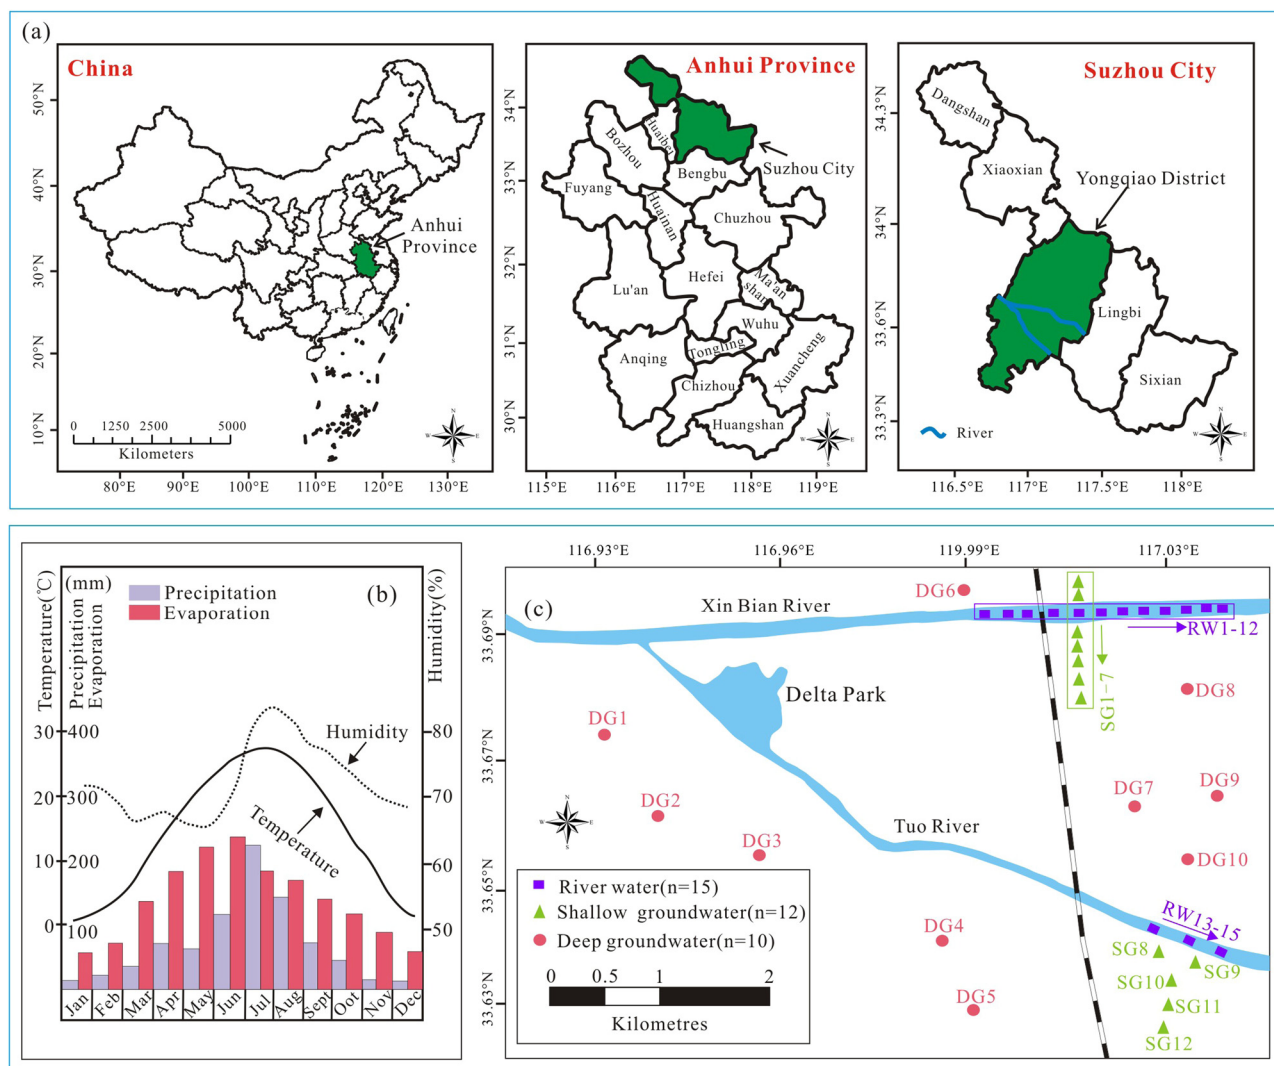 (a)
China
50°N
40°N
30°N
20°N
10°N
Anhui
Province
0 1250 2500 5000
Kilometers
N
W E
S
80°E 90°E 100°E 110°E 120°E 130°E
Anhui Province
34°N
33°N
32°N
31°N
30°N
Huaibei
Bozhou
Suzhou City
Bengbu
Fuyang
Huainan
Chuzhou
Hefei
Ma'an
shan
Lu'an
Wuhu
Tongling
Anqing
Xuancheng
Chizhou
Huangshan
N
W E
S
115°E 116°E 117°E 118°E 119°E
Suzhou City
34.3°N
34°N
33.6°N
33.3°N
Dangshan
Xiaoxian
Yongqiao District
Lingbi
Sixian
River
N
W E
S
116.5°E 117°E 117.5°E 118°E
(b)
Temperature(℃)
(mm)
Precipitation
Evaporation
Precipitation
Evaporation
Humidity(%)
30 400 80
20 300 70
10 200 60
0 100 50
Humidity
Temperature
Jan Feb Mar Apr May Jun Jul Aug Sept Oot Nov Dec
116.93°E 116.96°E 119.99°E 117.03°E
(c)
33.69°N
33.67°N
33.65°N
33.63°N
DG6
Xin Bian River
RW1-12
SG1-7
Delta Park
DG8
DG1
DG7 DG9
DG2
Tuo River
DG3
DG10
N
W E
S
River water(n=15)
Shallow groundwater(n=12)
Deep groundwater(n=10)
0 0.5 1 2
Kilometres
RW13-15
DG4
SG8
SG9
SG10
DG5
SG11
SG12